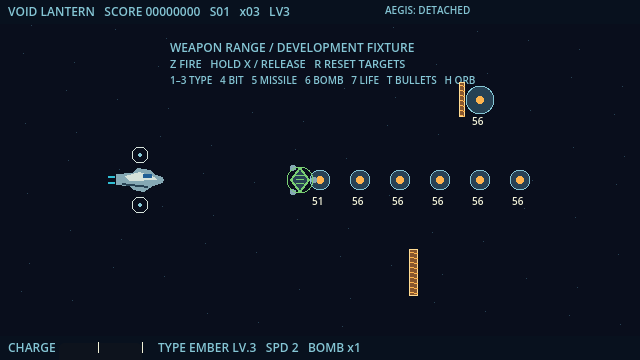 VOID LANTERN SCORE 00000000 S01 x03 LV3 AEGIS: DETACHED
WEAPON RANGE / DEVELOPMENT FIXTURE
Z FIRE HOLD X / RELEASE R RESET TARGETS
1–3 TYPE 4 BIT 5 MISSILE 6 BOMB 7 LIFE T BULLETS H ORB
56
51 56 56 56 56 56
CHARGE TYPE EMBER LV.3 SPD 2 BOMB x1